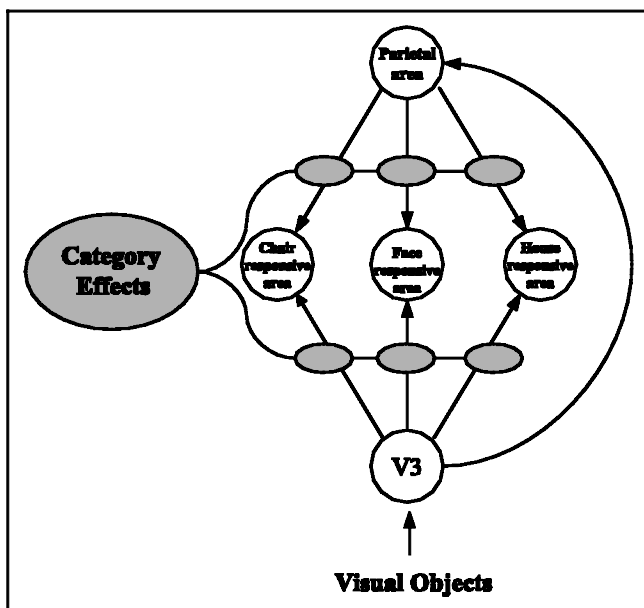 Parietal
area
Category
Effects
Chair
responsive
area
Face
responsive
area
House
responsive
area
V3
Visual Objects